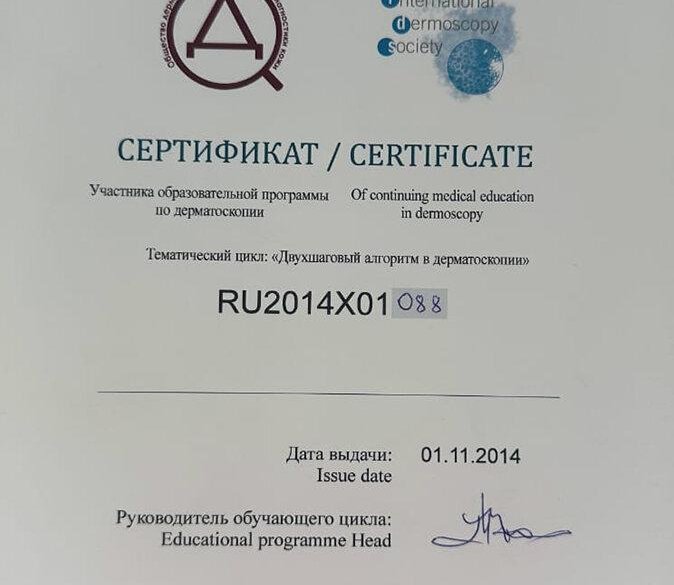 International
dermoscopy
society
СЕРТИФИКАТ / CERTIFICATE
Участника образовательной программы
по дерматоскопии
Of continuing medical education
in dermoscopy
Тематический цикл: «Двухшаговый алгоритм в дерматоскопии»
RU2014X01 088
Дата выдачи: 01.11.2014
Issue date
Руководитель обучающего цикла:
Educational programme Head